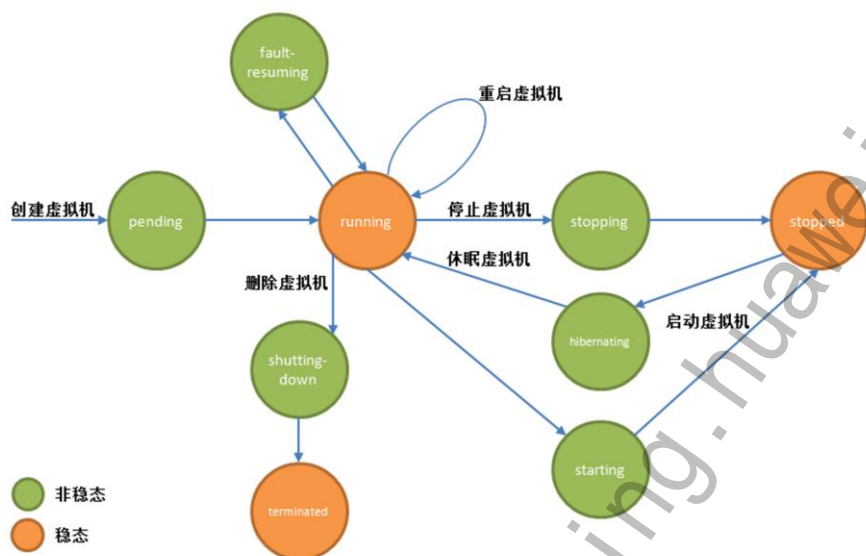 fault-
resuming
重启虚拟机
创建虚拟机
pending
running
停止虚拟机
stopping
stopped
休眠虚拟机
删除虚拟机
启动虚拟机
hibernating
shutting-
down
starting
非稳态
terminated
稳态
ing.huawei